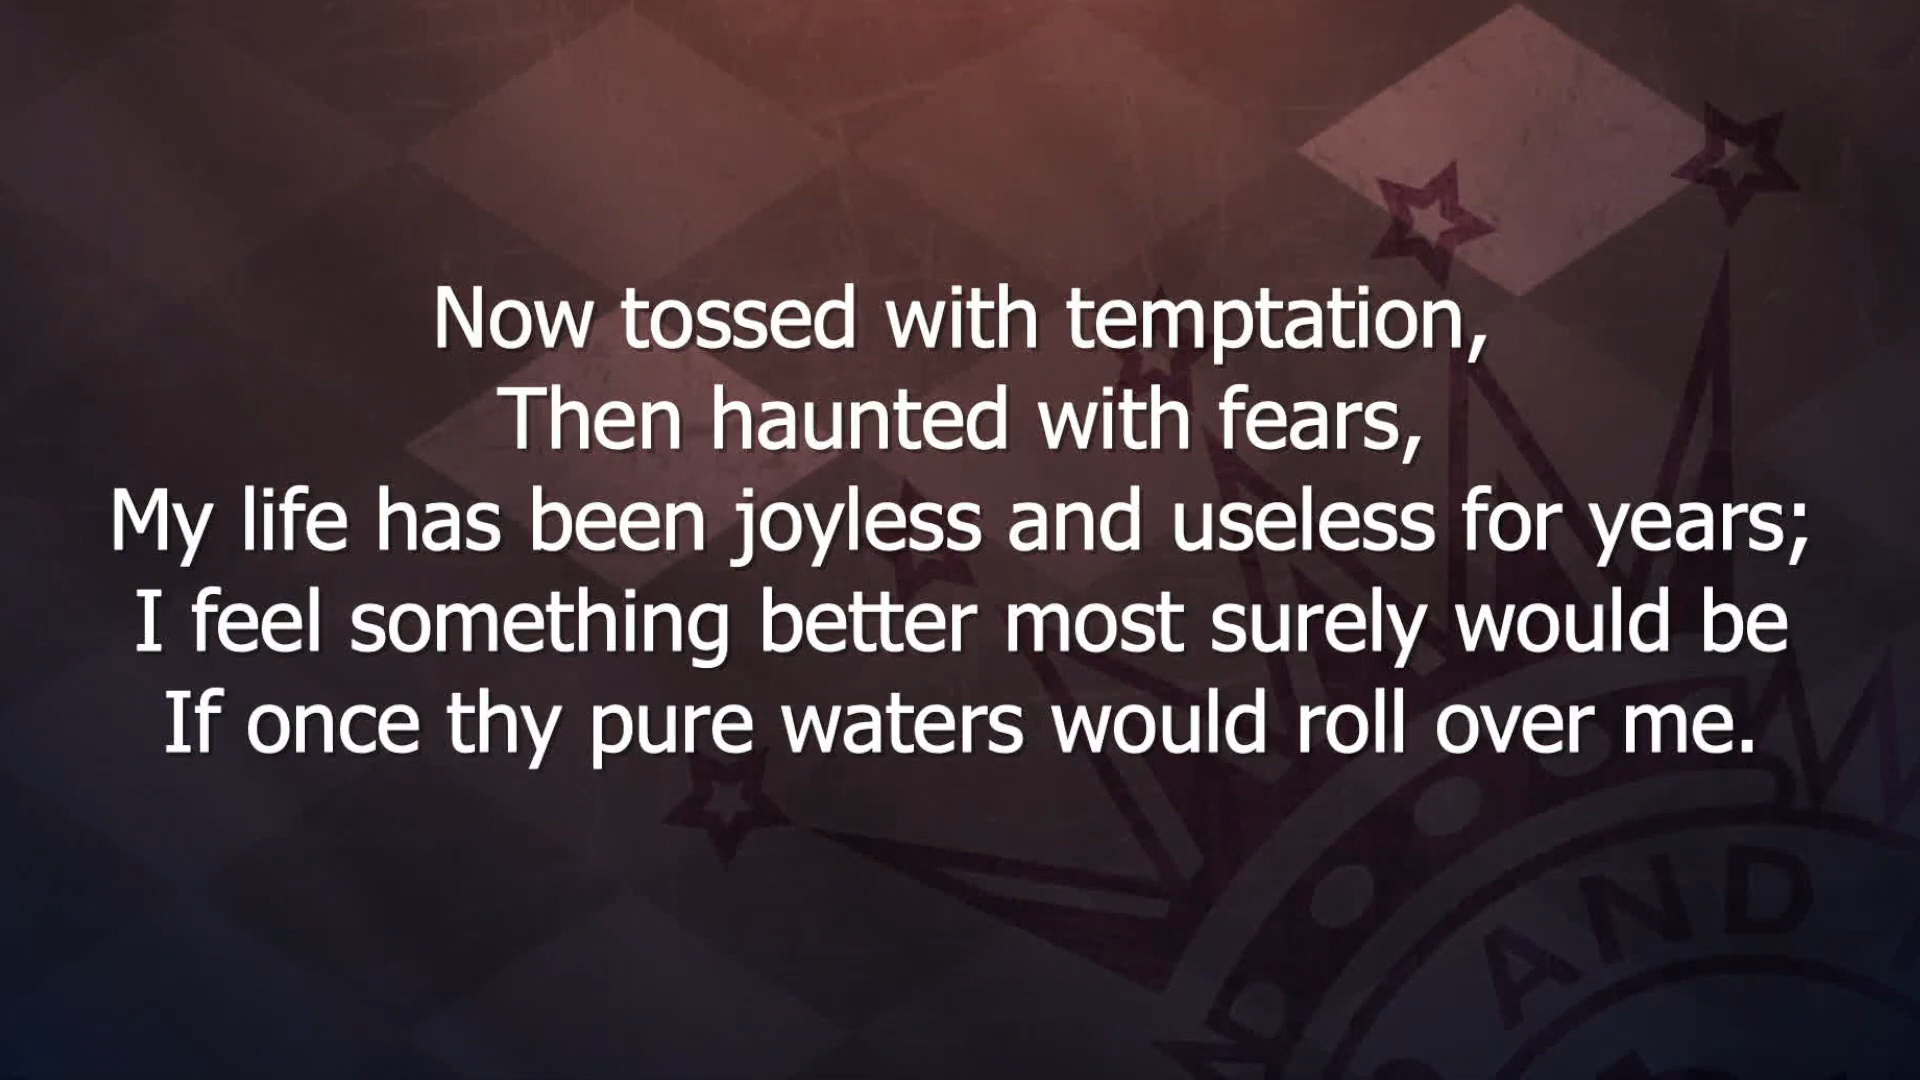 Now tossed with temptation,
Then haunted with fears,
My life has been joyless and useless for years;
I feel something better most surely would be
If once thy pure waters would roll over me.
AND